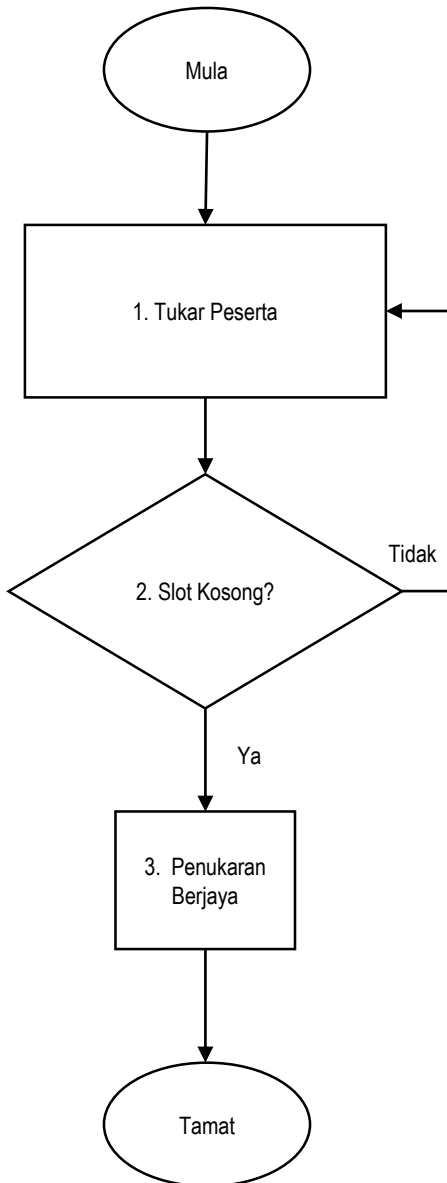 Mula
1. Tukar Peserta
Tidak
2. Slot Kosong?
Ya
3. Penukaran
Berjaya
Tamat